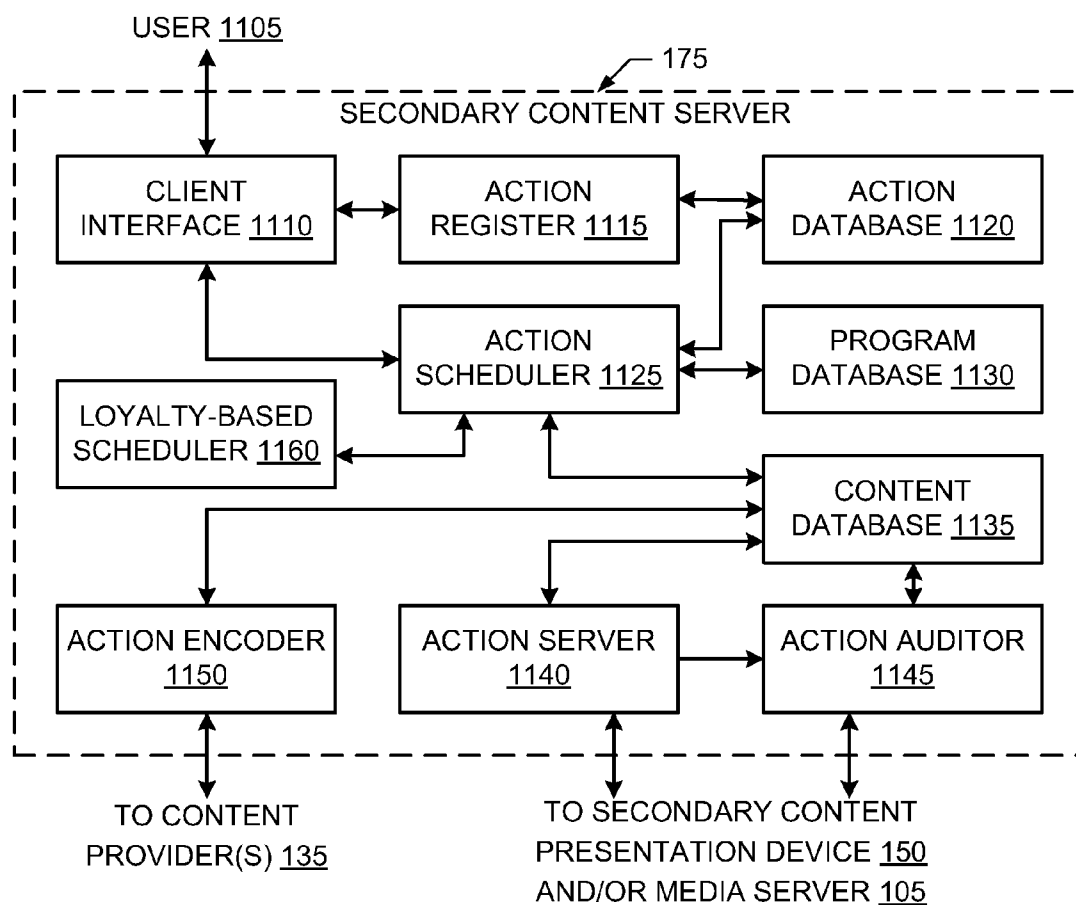 USER 1105
175
SECONDARY CONTENT SERVER
CLIENT
INTERFACE 1110
ACTION
REGISTER 1115
ACTION
DATABASE 1120
ACTION
SCHEDULER 1125
PROGRAM
DATABASE 1130
LOYALTY-BASED
SCHEDULER 1160
CONTENT
DATABASE 1135
ACTION ENCODER
1150
ACTION SERVER
1140
ACTION AUDITOR
1145
TO CONTENT
PROVIDER(S) 135
TO SECONDARY CONTENT
PRESENTATION DEVICE 150
AND/OR MEDIA SERVER 105